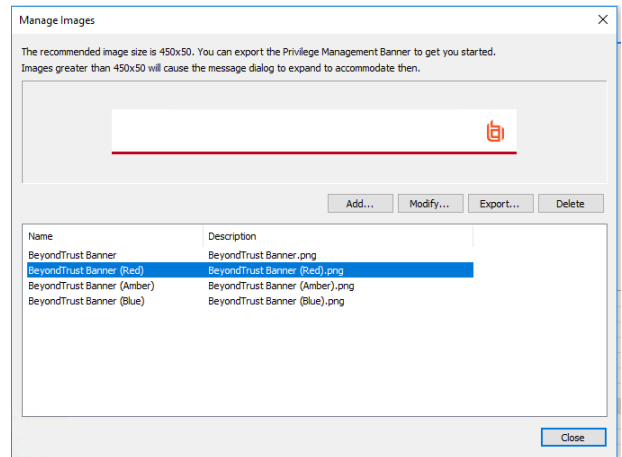 Manage Images
The recommended image size is 450x50. You can export the Privilege Management Banner to get you started.
Images greater than 450x50 will cause the message dialog to expand to accommodate then.
Add... Modify... Export... Delete
Name Description
BeyondTrust Banner BeyondTrust Banner.png
BeyondTrust Banner (Red) BeyondTrust Banner (Red).png
BeyondTrust Banner (Amber) BeyondTrust Banner (Amber).png
BeyondTrust Banner (Blue) BeyondTrust Banner (Blue).png
Close